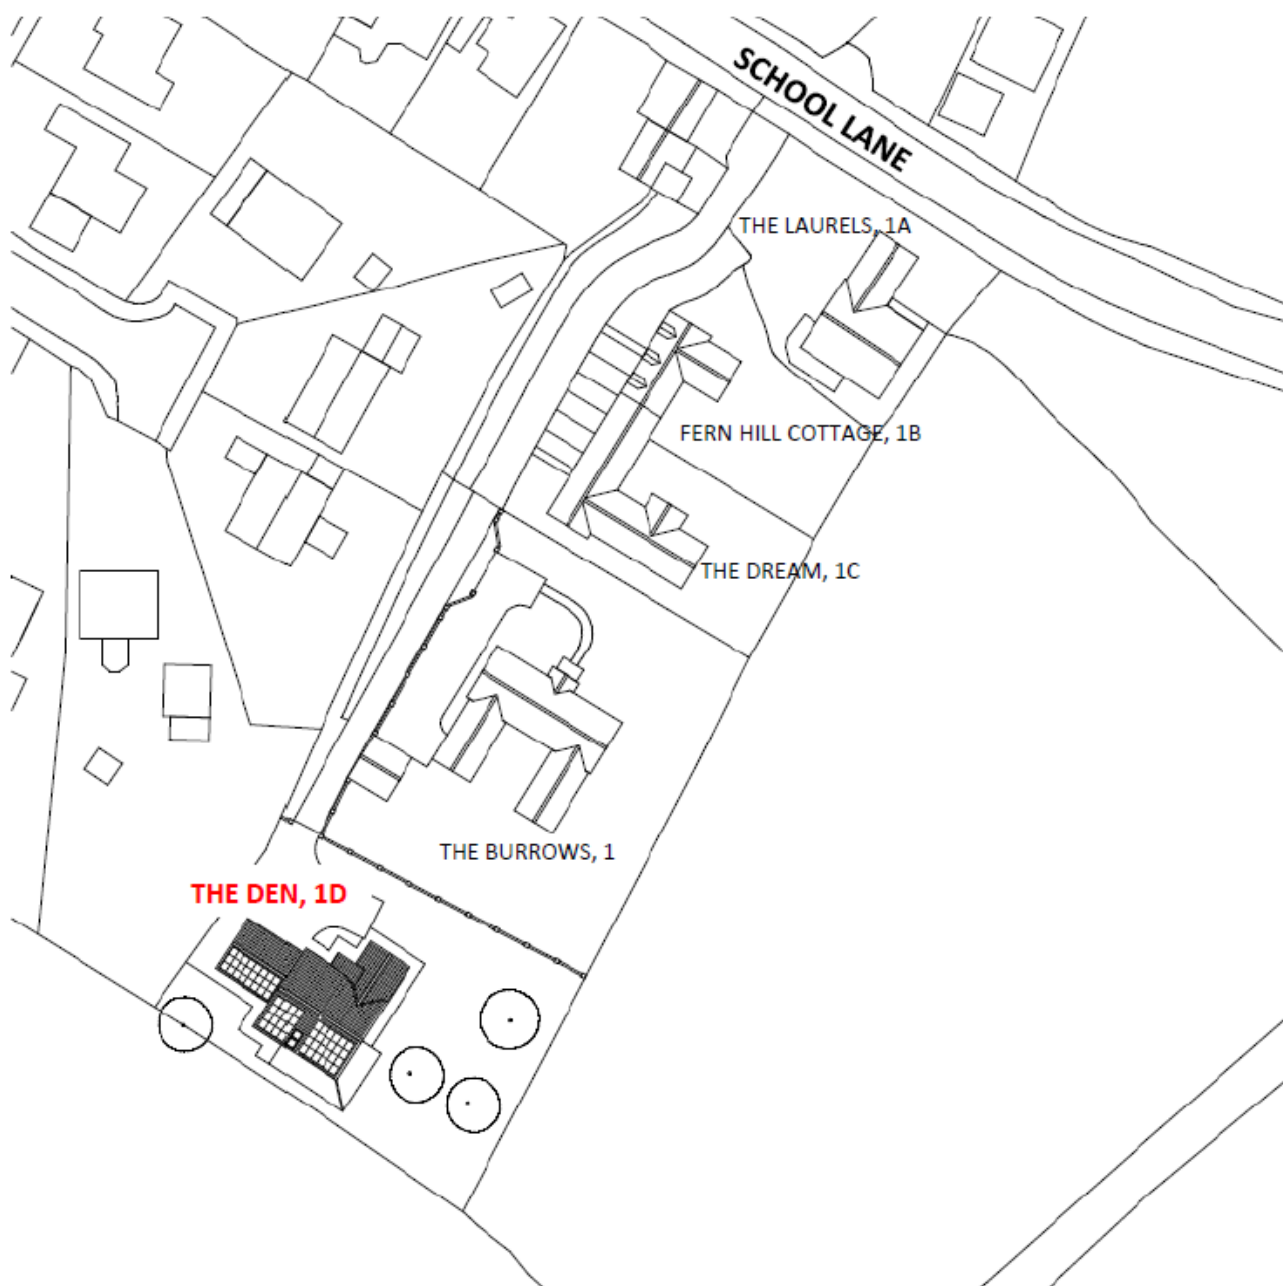 SCHOOL LANE
THE LAURELS, 1A
FERN HILL COTTAGE, 1B
THE DREAM, 1C
THE BURROWS, 1
THE DEN, 1D